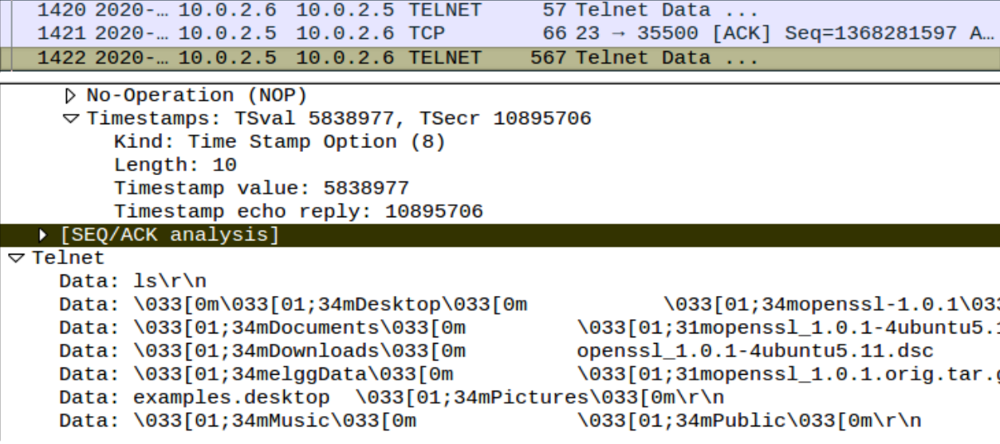 1420 2020-… 10.0.2.6 10.0.2.5 TELNET 57 Telnet Data ...
1421 2020-… 10.0.2.5 10.0.2.6 TCP 66 23 → 35500 [ACK] Seq=1368281597 A…
1422 2020-… 10.0.2.5 10.0.2.6 TELNET 567 Telnet Data ...
No-Operation (NOP)
Timestamps: TSval 5838977, TSecr 10895706
Kind: Time Stamp Option (8)
Length: 10
Timestamp value: 5838977
Timestamp echo reply: 10895706
[SEQ/ACK analysis]
Telnet
Data: ls\r\n
Data: \033[0m\033[01;34mDesktop\033[0m \033[01;34mopenssl-1.0.1\033
Data: \033[01;34mDocuments\033[0m \033[01;31mopenssl_1.0.1-4ubuntu5.1
Data: \033[01;34mDownloads\033[0m openssl_1.0.1-4ubuntu5.11.dsc
Data: \033[01;34melggData\033[0m \033[01;31mopenssl_1.0.1.orig.tar.g
Data: examples.desktop \033[01;34mPictures\033[0m\r\n
Data: \033[01;34mMusic\033[0m \033[01;34mPublic\033[0m\r\n